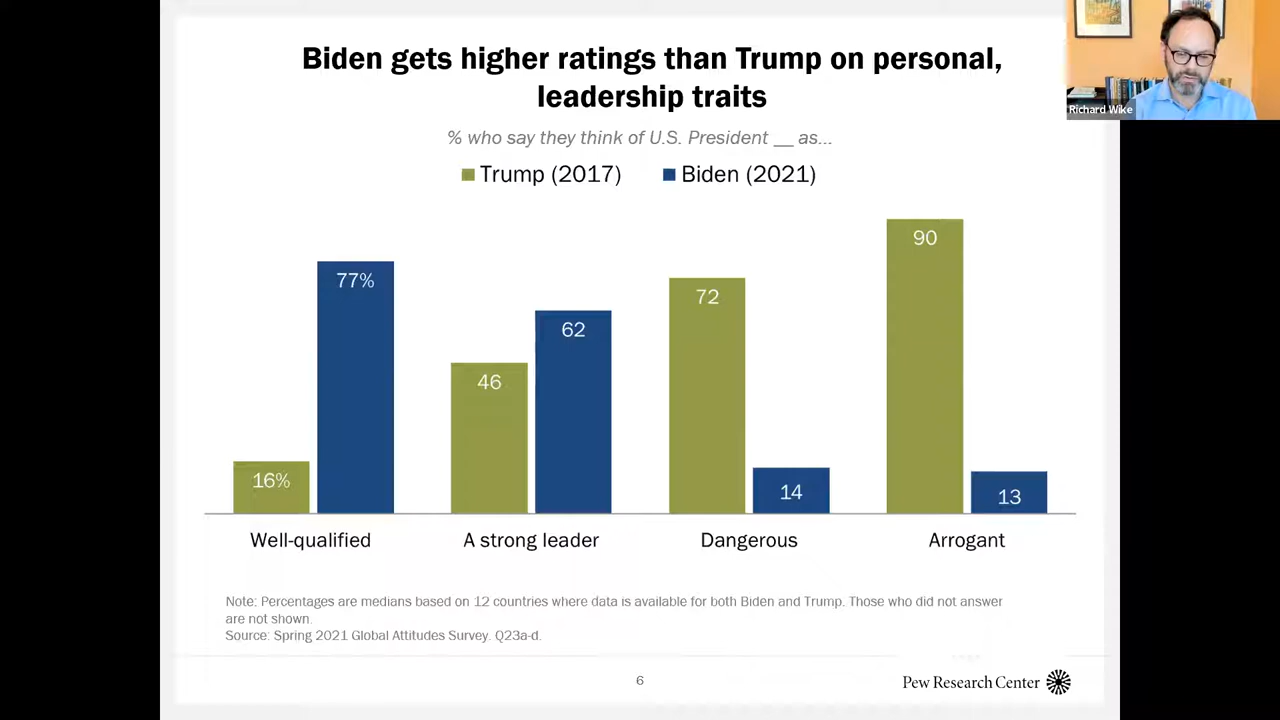 Biden gets higher ratings than Trump on personal,
leadership traits
% who say they think of U.S. President __ as...
Trump (2017) Biden (2021)
16% 77% 46 62 72 14 90 13
Well-qualified A strong leader Dangerous Arrogant
Note: Percentages are medians based on 12 countries where data is available for both Biden and Trump. Those who did not answer
are not shown.
Source: Spring 2021 Global Attitudes Survey. Q23a-d.
6
Pew Research Center
Richard Wike